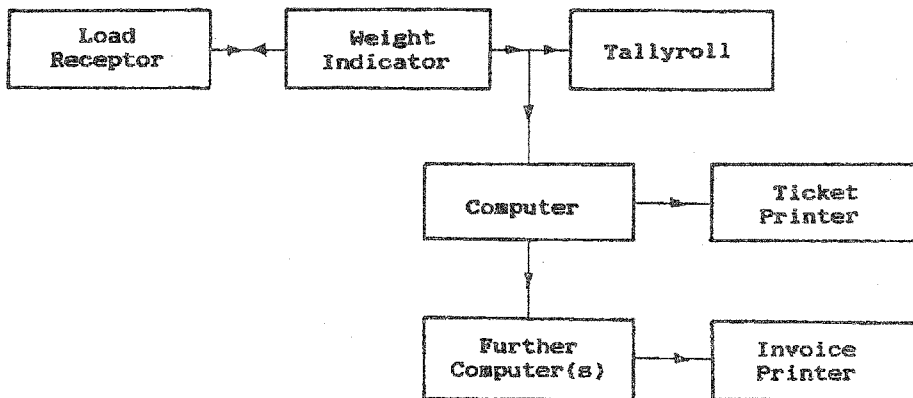 Load
Receptor
Weight
Indicator
Tallyroll
Computer
Ticket
Printer
Further
Computer(s)
Invoice
Printer